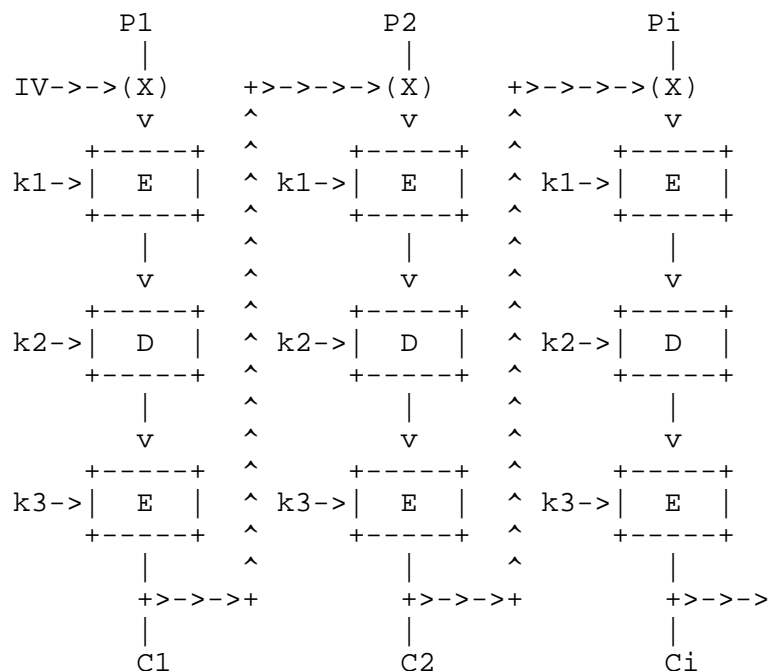 P1                  P2                  Pi
              |                   |                   |
      IV->->(X)     +>->->->(X)     +>->->->(X)
              v     ^             v     ^             v
           +-----+  ^          +-----+  ^          +-----+
      k1->|  E  |  ^     k1->|  E  |  ^     k1->|  E  |
           +-----+  ^          +-----+  ^          +-----+
              |     ^             |     ^             |
              v     ^             v     ^             v
           +-----+  ^          +-----+  ^          +-----+
      k2->|  D  |  ^     k2->|  D  |  ^     k2->|  D  |
           +-----+  ^          +-----+  ^          +-----+
              |     ^             |     ^             |
              v     ^             v     ^             v
           +-----+  ^          +-----+  ^          +-----+
      k3->|  E  |  ^     k3->|  E  |  ^     k3->|  E  |
           +-----+  ^          +-----+  ^          +-----+
              |     ^             |     ^             |
              +>->->+             +>->->+             +>->->
              |                   |                   |
              C1                  C2                  Ci